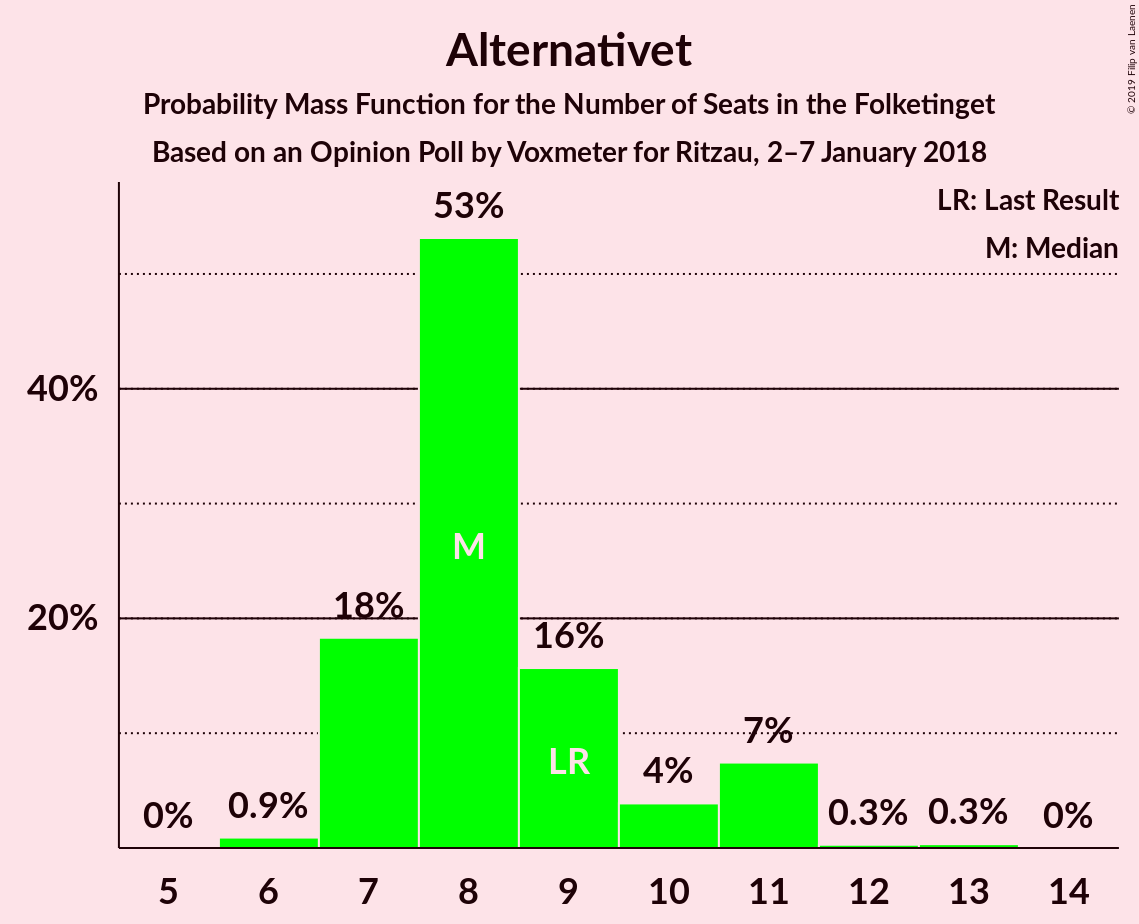 Alternativet
Probability Mass Function for the Number of Seats in the Folketinget
Based on an Opinion Poll by Voxmeter for Ritzau, 2–7 January 2018
© 2019 Filip van Laenen
LR: Last Result
M: Median
53%
40%
M
18%
20%
16%
LR
7%
4%
0%
0.9%
0.3%
0.3%
0%
5 6 7 8 9 10 11 12 13 14